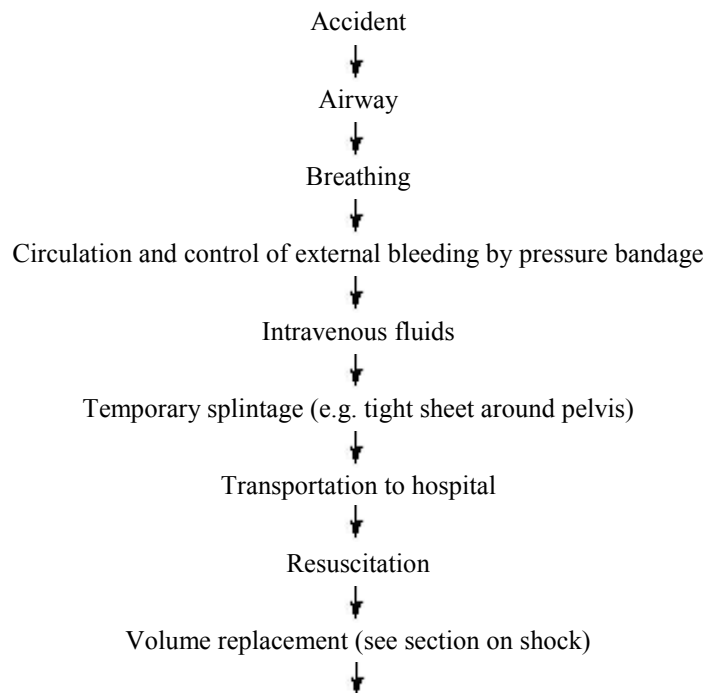 Accident
Airway
Breathing
Circulation and control of external bleeding by pressure bandage
Intravenous fluids
Temporary splintage (e.g. tight sheet around pelvis)
Transportation to hospital
Resuscitation
Volume replacement (see section on shock)